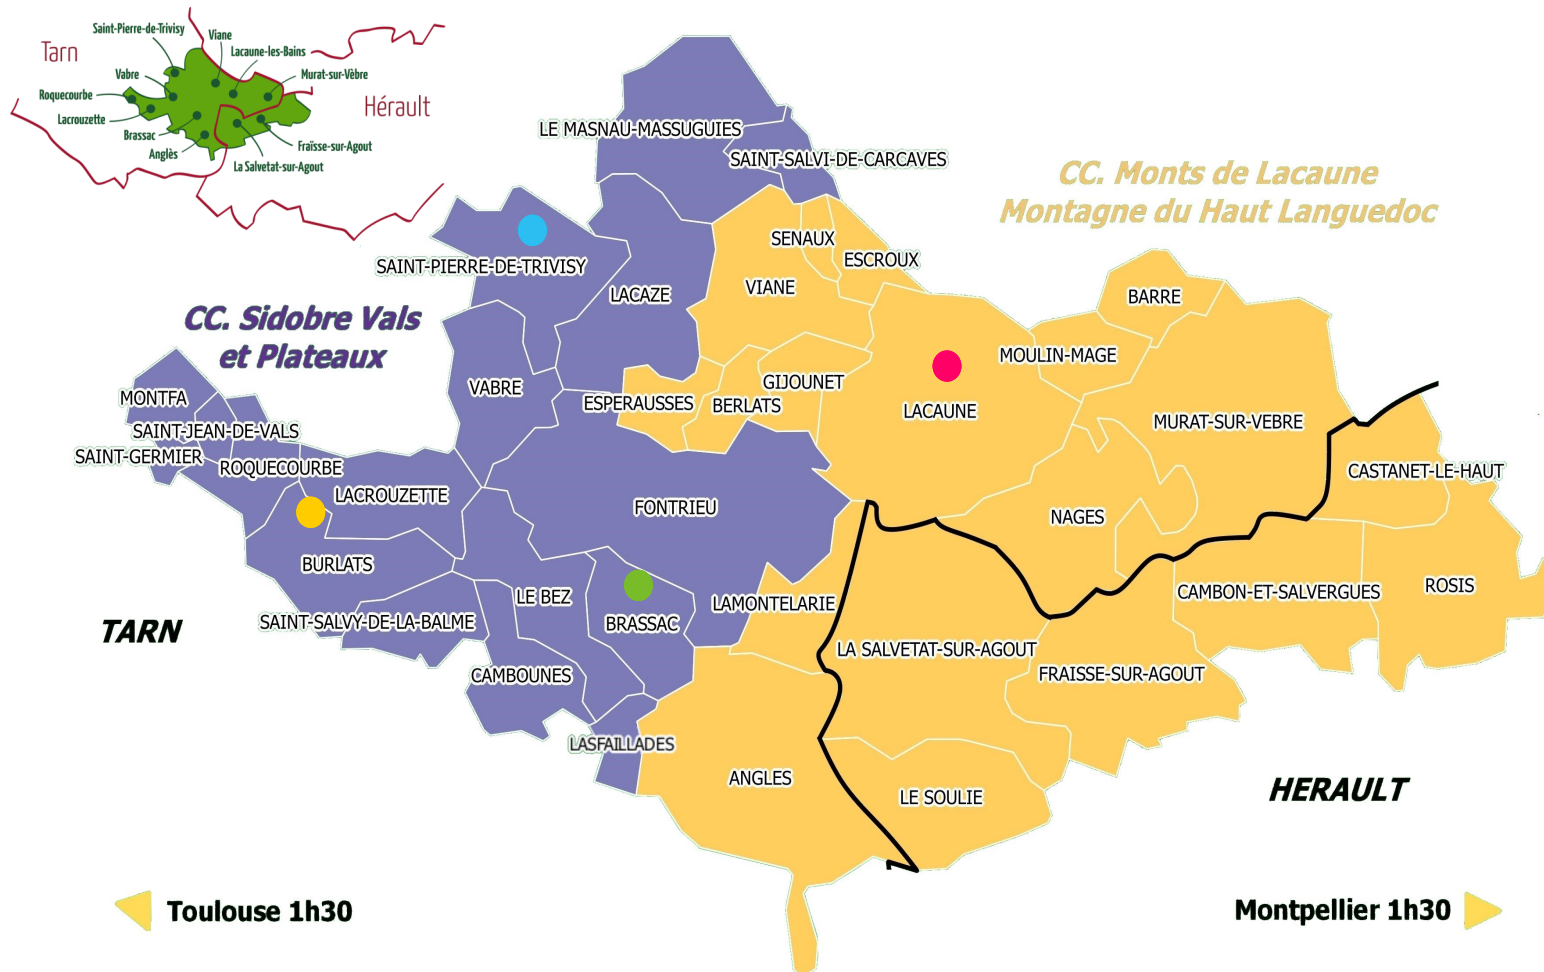 Saint-Pierre-de-Trivisy
Viane
Tarn
Lacaune-les-Bains
Vabre
Murat-sur-Vèbre
Roquecourbe
Hérault
Lacrouzette
Brassac
Fraïsse-sur-Agout
Anglès
La Salvetat-sur-Agout
LE MASNAU-MASSUGUIES
SAINT-SALVI-DE-CARCAVES
CC. Monts de Lacaune
Montagne du Haut Languedoc
SENAUX
ESCROUX
SAINT-PIERRE-DE-TRIVISY
VIANE
LACAZE
BARRE
CC. Sidobre Vals
et Plateaux
MOULIN-MAGE
GIJOUNET
VABRE
MONTFA
ESPERAUSSES
BERLATS
LACAUNE
MURAT-SUR-VEBRE
SAINT-JEAN-DE-VALS
SAINT-GERMIER
ROQUECOURBE
CASTANET-LE-HAUT
LACROUZETTE
FONTRIEU
NAGES
BURLATS
ROSIS
CAMBON-ET-SALVERGUES
LE BEZ
LAMONTELARIE
SAINT-SALVY-DE-LA-BALME
BRASSAC
TARN
LA SALVETAT-SUR-AGOUT
CAMBOUNES
FRAISSE-SUR-AGOUT
LASFAILLADES
ANGLES
HERAULT
LE SOULIE
Toulouse 1h30
Montpellier 1h30